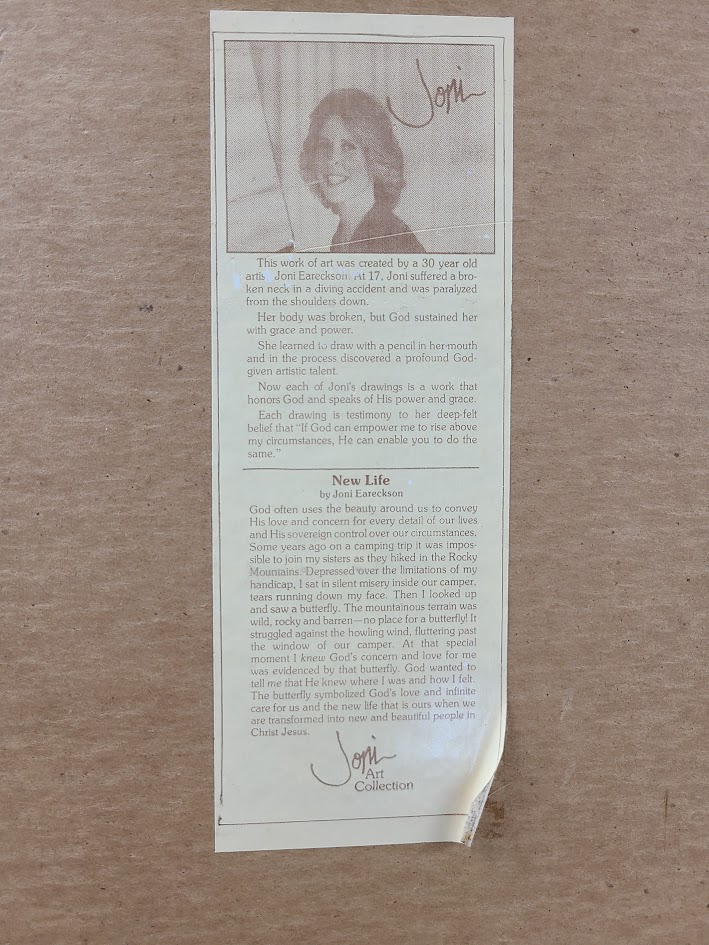 Joni
This work of art was created by a 30 year old
artist Joni Eareckson. At 17, Joni suffered a bro-
ken neck in a diving accident and was paralyzed
from the shoulders down.
Her body was broken, but God sustained her
with grace and power.
She learned to draw with a pencil in her mouth
and in the process discovered a profound God-
given artistic talent.
Now each of Joni's drawings is a work that
honors God and speaks of His power and grace.
Each drawing is testimony to her deep-felt
belief that "If God can empower me to rise above
my circumstances, He can enable you to do the
same."
New Life
by Joni Eareckson
God often uses the beauty around us to convey
His love and concern for every detail of our lives
and His sovereign control over our circumstances.
Some years ago on a camping trip it was impos-
sible to join my sisters as they hiked in the Rocky
Mountains. Depressed over the limitations of my
handicap, I sat in silent misery inside our camper,
tears running down my face. Then I looked up
and saw a butterfly. The mountainous terrain was
wild, rocky and barren—no place for a butterfly! It
struggled against the howling wind, fluttering past
the window of our camper. At that special
moment I knew God's concern and love for me
was evidenced by that butterfly. God wanted to
tell me that He knew where I was and how I felt.
The butterfly symbolized God's love and infinite
care for us and the new life that is ours when we
are transformed into new and beautiful people in
Christ Jesus.
Joni
Art
Collection